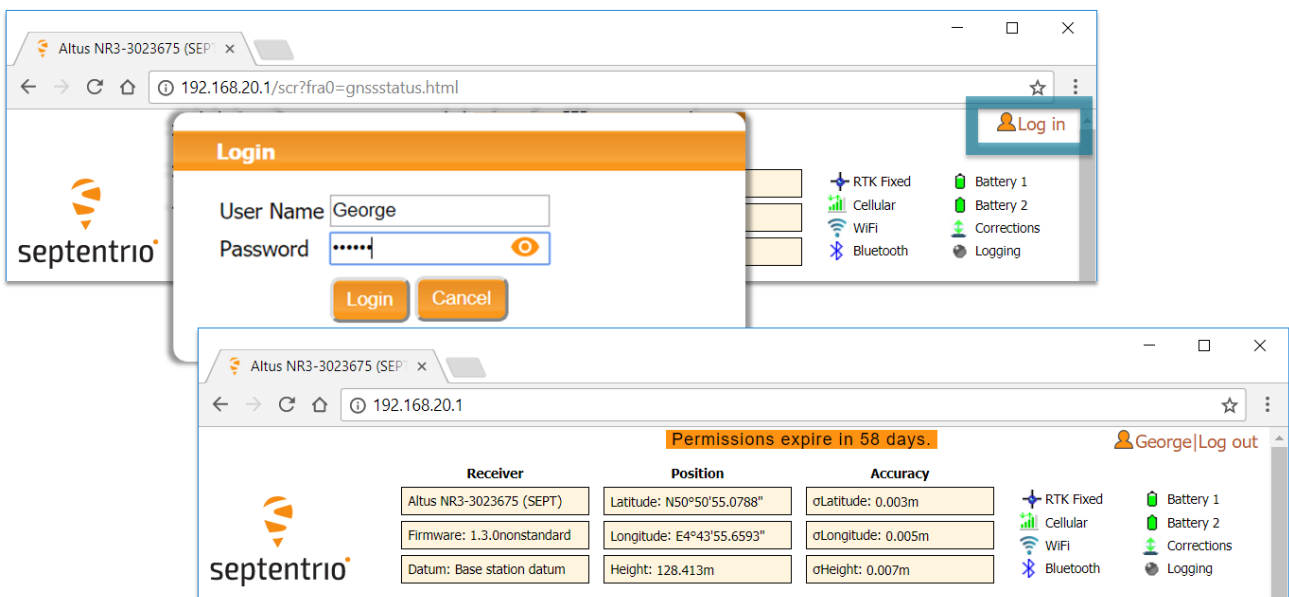 Altus NR3-3023675 (SEPT
192.168.20.1/scr?fra0=gnssstatus.html
Log in
Login
User Name George
Password ••••••
Login Cancel
septentrio
RTK Fixed Battery 1
Cellular Battery 2
WiFi Corrections
Bluetooth Logging
Altus NR3-3023675 (SEP
192.168.20.1
Permissions expire in 58 days.
George|Log out
Receiver Position Accuracy
Altus NR3-3023675 (SEPT) Latitude: N50°50'55.0788" σLatitude: 0.003m RTK Fixed Battery 1
Cellular Battery 2
Firmware: 1.3.0nonstandard Longitude: E4°43'55.6593" σLongitude: 0.005m WiFi Corrections
Datum: Base station datum Height: 128.413m σHeight: 0.007m Bluetooth Logging
septentrio